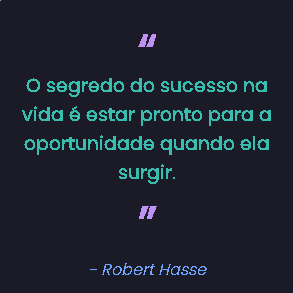 "
O segredo do sucesso na
vida é estar pronto para a
oportunidade quando ela
surgir.
"
- Robert Hasse